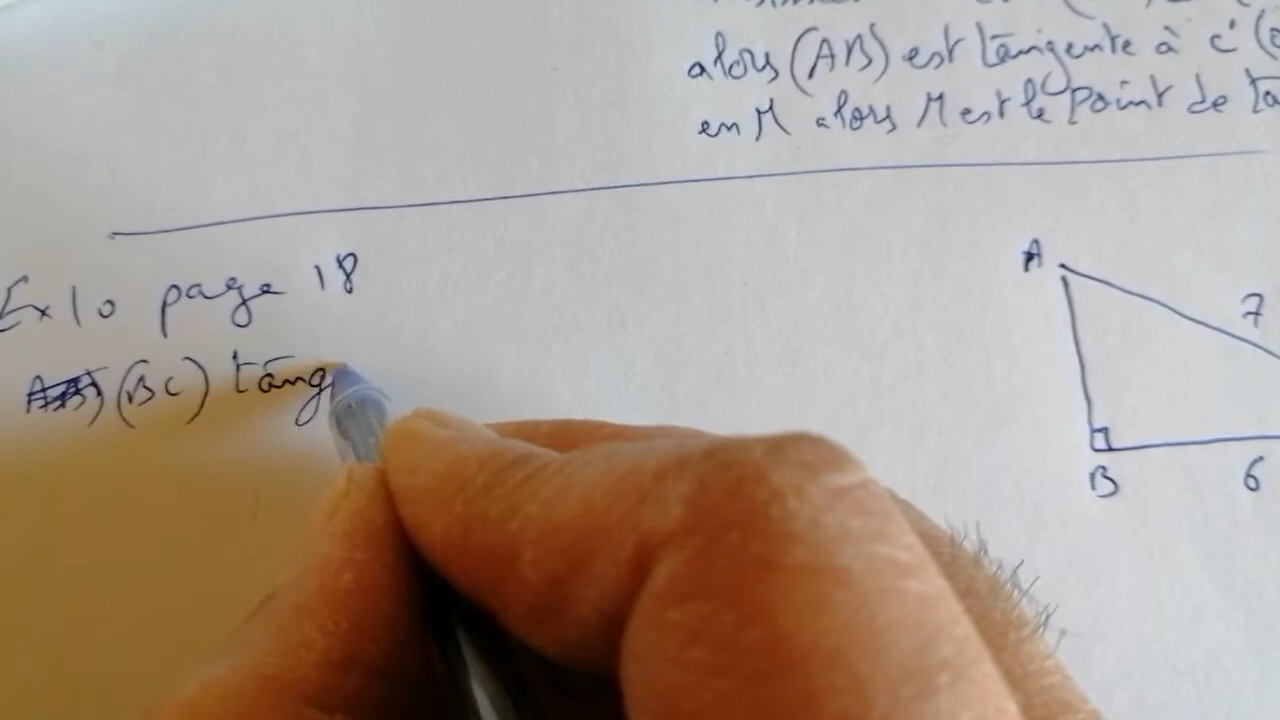 alors (AB) est tangente à c'
en M alors M est le point de
Ex 10 page 18
(BC) tang
A
7
B
6